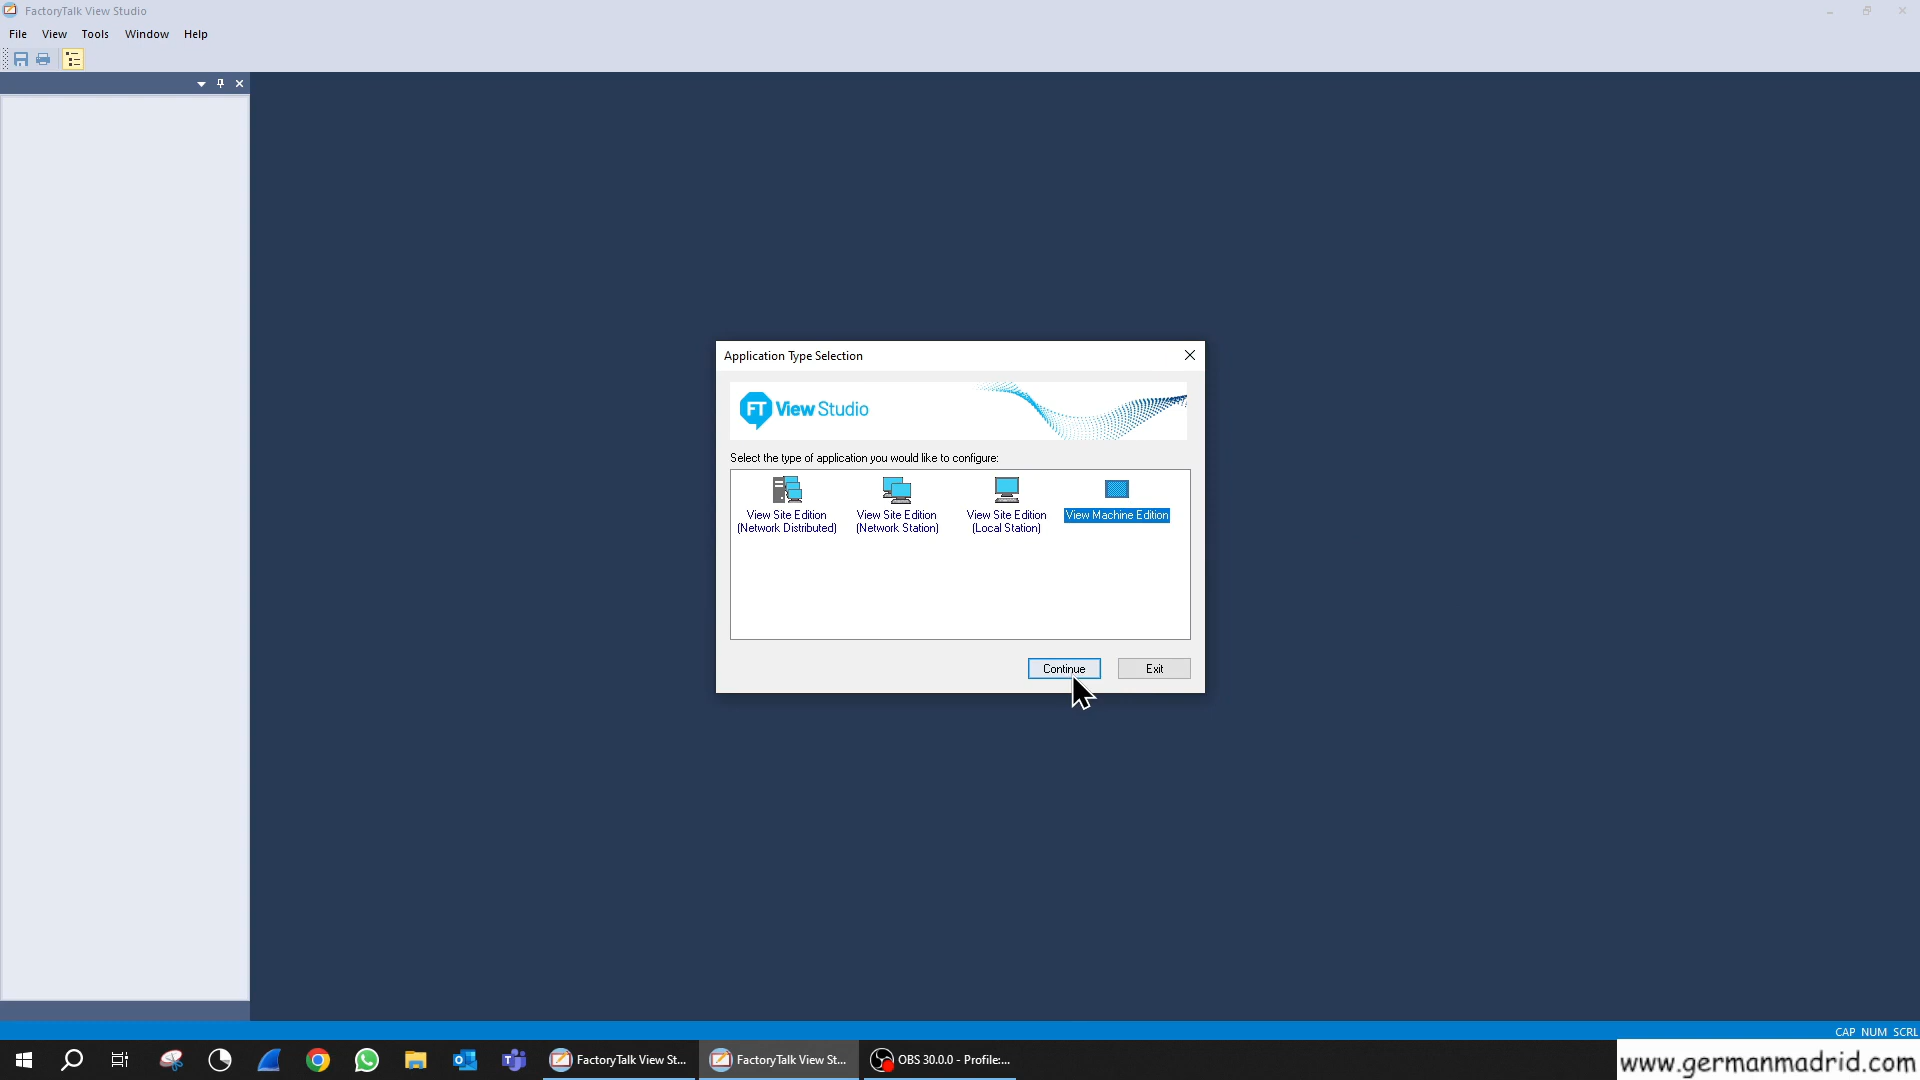 FactoryTalk View Studio
File View Tools Window Help
Application Type Selection
FT View Studio
Select the type of application you would like to configure:
View Site Edition
(Network Distributed)
View Site Edition
(Network Station)
View Site Edition
(Local Station)
View Machine Edition
Continue
Exit
CAP NUM SCRL
FactoryTalk View St...
FactoryTalk View St...
OBS 30.0.0 - Profile:...
www.germanmadrid.com